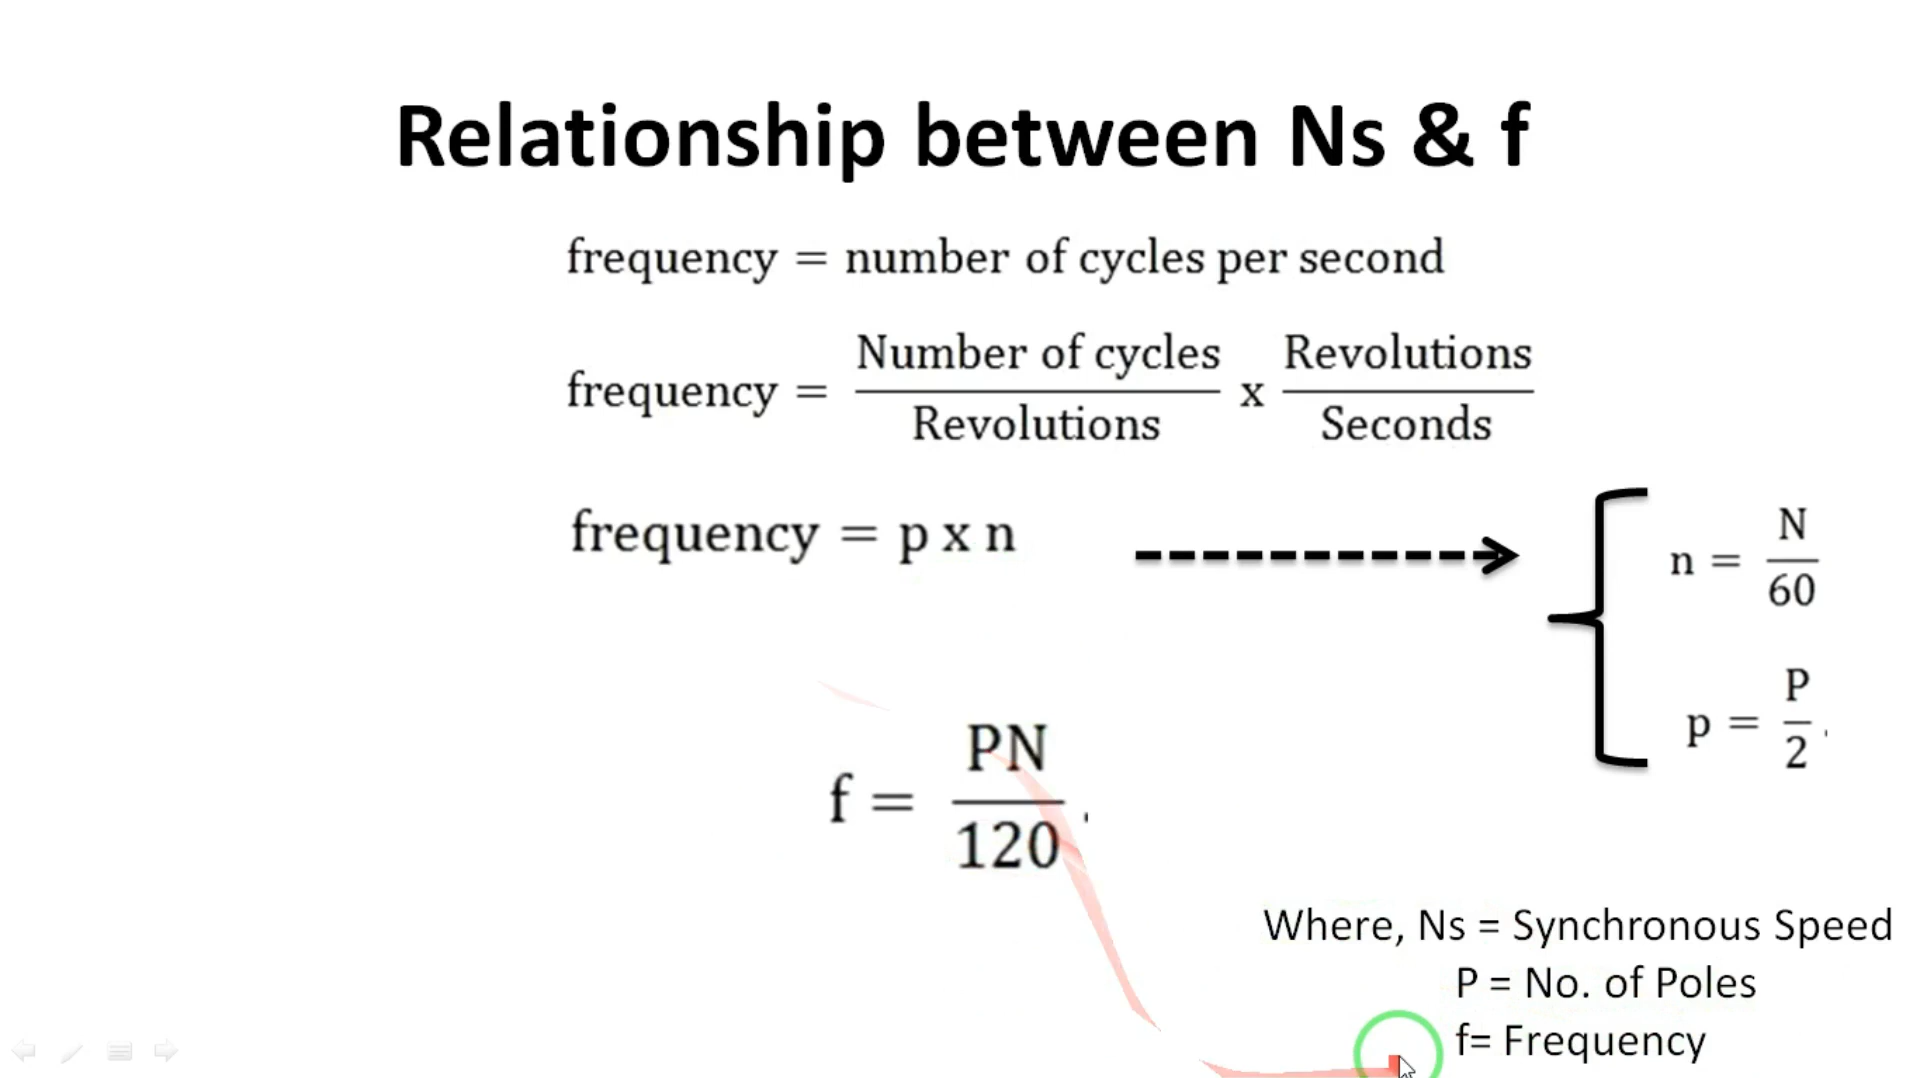 Relationship between Ns & f
frequency = number of cycles per second
frequency = Number of cycles / Revolutions x Revolutions / Seconds
frequency = p x n
n = N / 60
p = P / 2 .
f = PN / 120 .
Where, Ns = Synchronous Speed
P = No. of Poles
f= Frequency